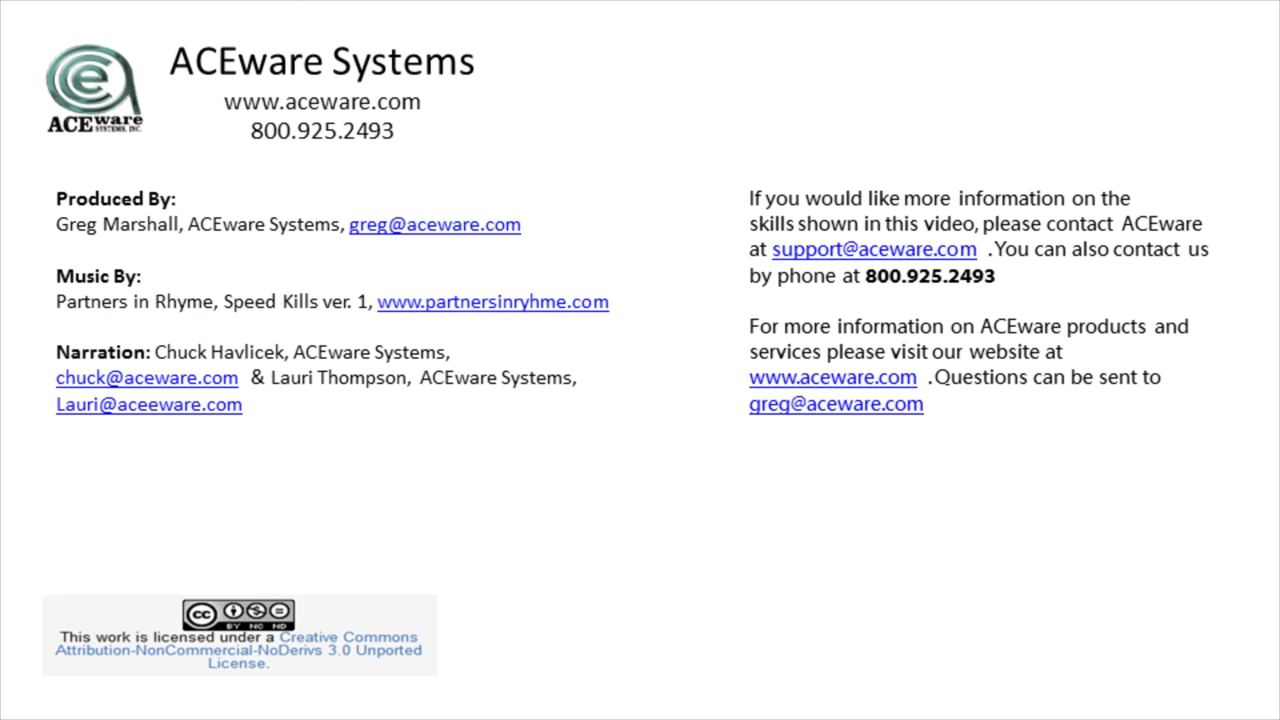 ACEware Systems
www.aceware.com
800.925.2493
ACEware
SYSTEMS, INC.
Produced By:
Greg Marshall, ACEware Systems, greg@aceware.com
Music By:
Partners in Rhyme, Speed Kills ver. 1, www.partnersinryhme.com
Narration: Chuck Havlicek, ACEware Systems,
chuck@aceware.com & Lauri Thompson, ACEware Systems,
Lauri@aceeware.com
If you would like more information on the
skills shown in this video, please contact ACEware
at support@aceware.com .You can also contact us
by phone at 800.925.2493
For more information on ACEware products and
services please visit our website at
www.aceware.com .Questions can be sent to
greg@aceware.com
cc
BY NC ND
This work is licensed under a Creative Commons
Attribution-NonCommercial-NoDerivs 3.0 Unported
License.